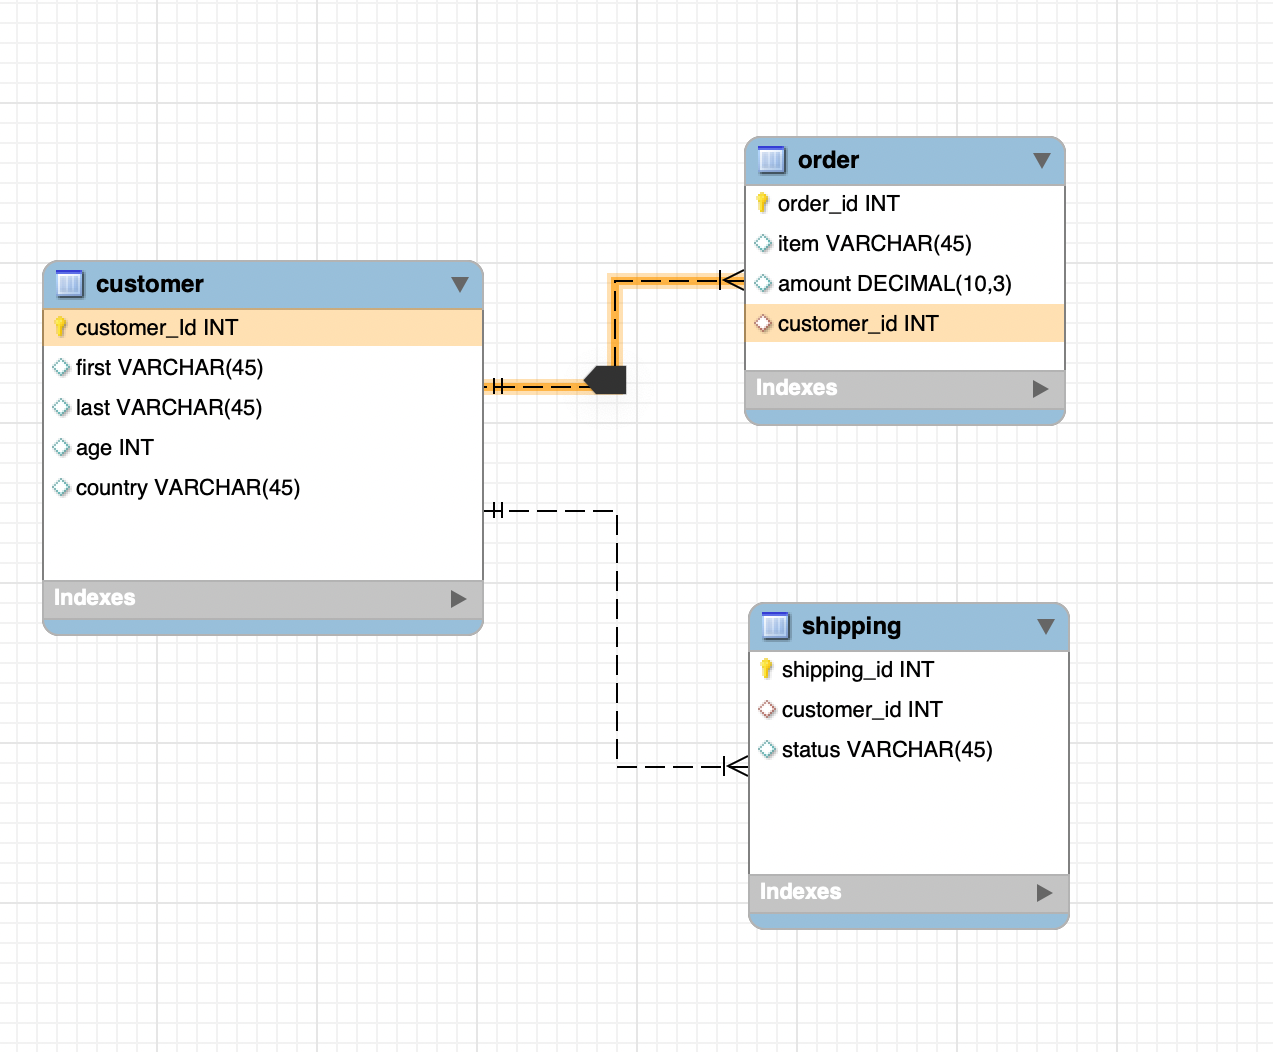 customer
customer_Id INT
first VARCHAR(45)
last VARCHAR(45)
age INT
country VARCHAR(45)
Indexes
order
order_id INT
item VARCHAR(45)
amount DECIMAL(10,3)
customer_id INT
Indexes
shipping
shipping_id INT
customer_id INT
status VARCHAR(45)
Indexes